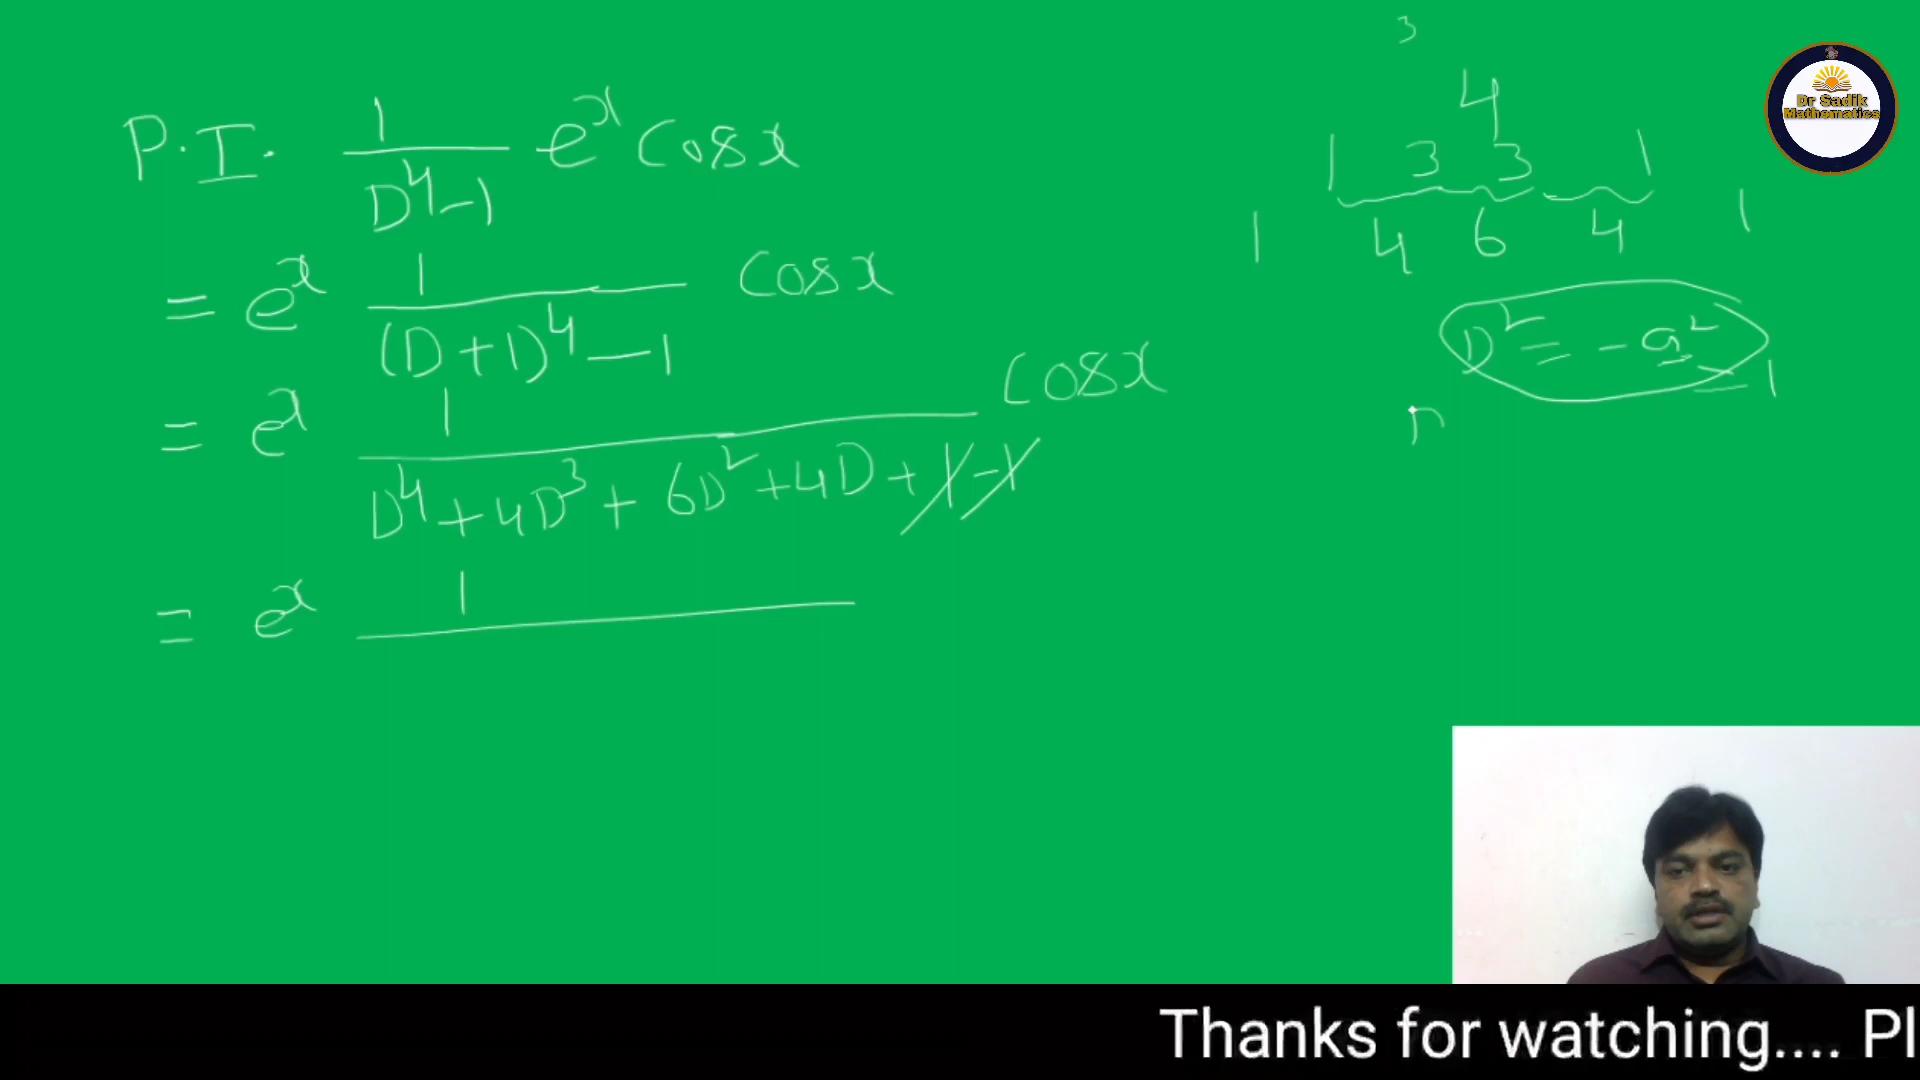 P.I. 1/(D⁴-1) eˣ Cos x
= eˣ 1/((D+1)⁴-1) Cos x
= eˣ 1/(D⁴+4D³+6D²+4D+1-1) Cos x
= eˣ 1
3
4
1 3 3 1
1 4 6 4 1
D² = -a²
= 1
Dr Sadik
Mathematics
Thanks for watching.... Pl